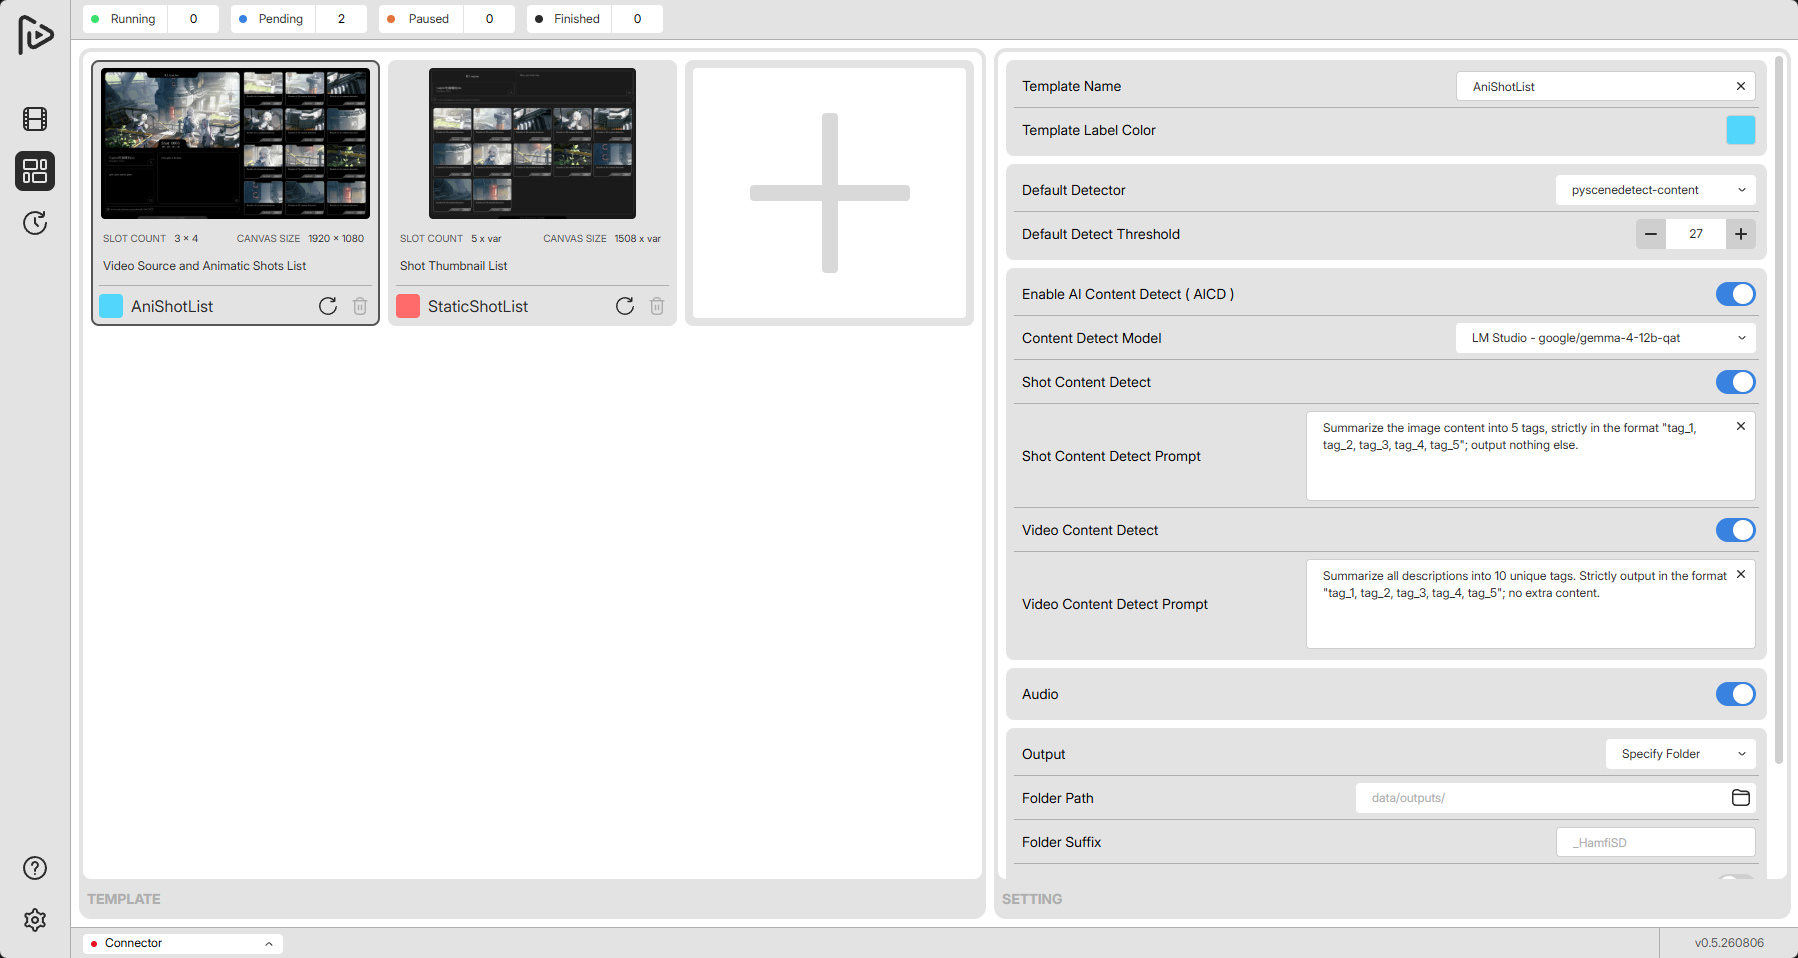 Running 0 Pending 2 Paused 0 Finished 0
SLOT COUNT 3 × 4 CANVAS SIZE 1920 × 1080
Video Source and Animatic Shots List
AniShotList
SLOT COUNT 5 x var CANVAS SIZE 1508 x var
Shot Thumbnail List
StaticShotList
TEMPLATE
Template Name AniShotList
Template Label Color
Default Detector pyscenedetect-content
Default Detect Threshold 27
Enable AI Content Detect ( AICD )
Content Detect Model LM Studio - google/gemma-4-12b-qat
Shot Content Detect
Shot Content Detect Prompt
Summarize the image content into 5 tags, strictly in the format "tag_1,
tag_2, tag_3, tag_4, tag_5"; output nothing else.
Video Content Detect
Video Content Detect Prompt
Summarize all descriptions into 10 unique tags. Strictly output in the format
"tag_1, tag_2, tag_3, tag_4, tag_5"; no extra content.
Audio
Output Specify Folder
Folder Path data/outputs/
Folder Suffix _HamfiSD
SETTING
Connector
v0.5.260806